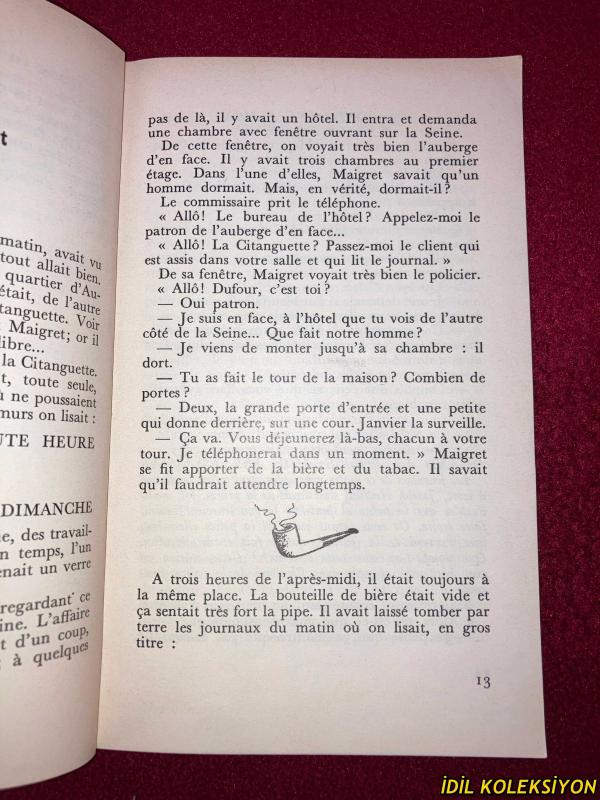 t
matin, avait vu
tout allait bien.
quartier d'Au-
était, de l'autre
tanguette. Voir
Maigret; or il
libre...
la Citanguette.
t, toute seule,
ù ne poussaient
murs on lisait :
UTE HEURE
DIMANCHE
e, des travail-
n temps, l'un
enait un verre
regardant ce
ine. L'affaire
t d'un coup,
à quelques
pas de là, il y avait un hôtel. Il entra et demanda
une chambre avec fenêtre ouvrant sur la Seine.
De cette fenêtre, on voyait très bien l'auberge
d'en face. Il y avait trois chambres au premier
étage. Dans l'une d'elles, Maigret savait qu'un
homme dormait. Mais, en vérité, dormait-il?
Le commissaire prit le téléphone.
« Allô! Le bureau de l'hôtel? Appelez-moi le
patron de l'auberge d'en face...
« Allô! La Citanguette? Passez-moi le client qui
est assis dans votre salle et qui lit le journal. »
De sa fenêtre, Maigret voyait très bien le policier.
« Allô! Dufour, c'est toi?
— Oui patron.
— Je suis en face, à l'hôtel que tu vois de l'autre
côté de la Seine... Que fait notre homme?
— Je viens de monter jusqu'à sa chambre : il
dort.
— Tu as fait le tour de la maison? Combien de
portes?
— Deux, la grande porte d'entrée et une petite
qui donne derrière, sur une cour. Janvier la surveille.
— Ça va. Vous déjeunerez là-bas, chacun à votre
tour. Je téléphonerai dans un moment. » Maigret
se fit apporter de la bière et du tabac. Il savait
qu'il faudrait attendre longtemps.
A trois heures de l'après-midi, il était toujours à
la même place. La bouteille de bière était vide et
ça sentait très fort la pipe. Il avait laissé tomber par
terre les journaux du matin où on lisait, en gros
titre :
13
İDİL KOLEKSİYON